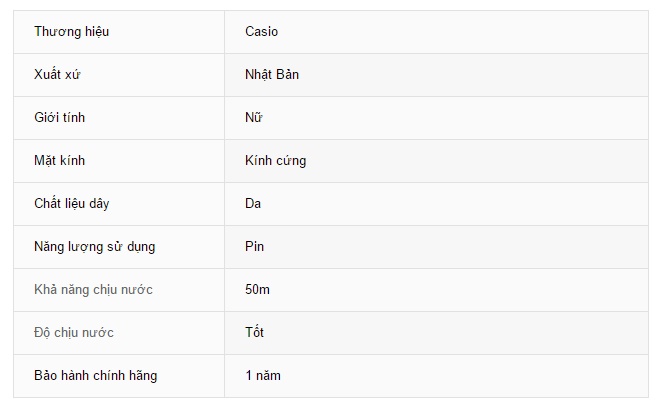 Thương hiệu Casio
Xuất xứ Nhật Bản
Giới tính Nữ
Mặt kính Kính cứng
Chất liệu dây Da
Năng lượng sử dụng Pin
Khả năng chịu nước 50m
Độ chịu nước Tốt
Bảo hành chính hãng 1 năm